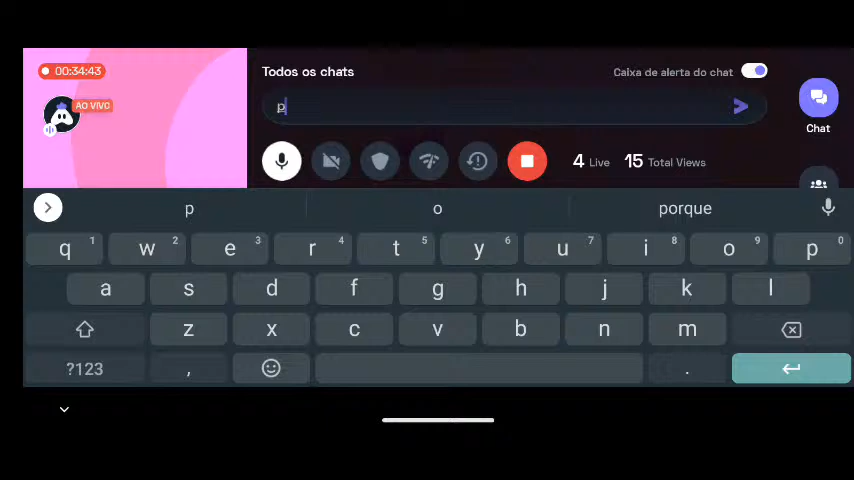 00:34:43
AO VIVO
Todos os chats
Caixa de alerta do chat
p
Chat
4 Live 15 Total Views
p o porque
q 1 w 2 e 3 r 4 t 5 y 6 u 7 i 8 o 9 p 0
a s d f g h j k l
z x c v b n m
?123 , .